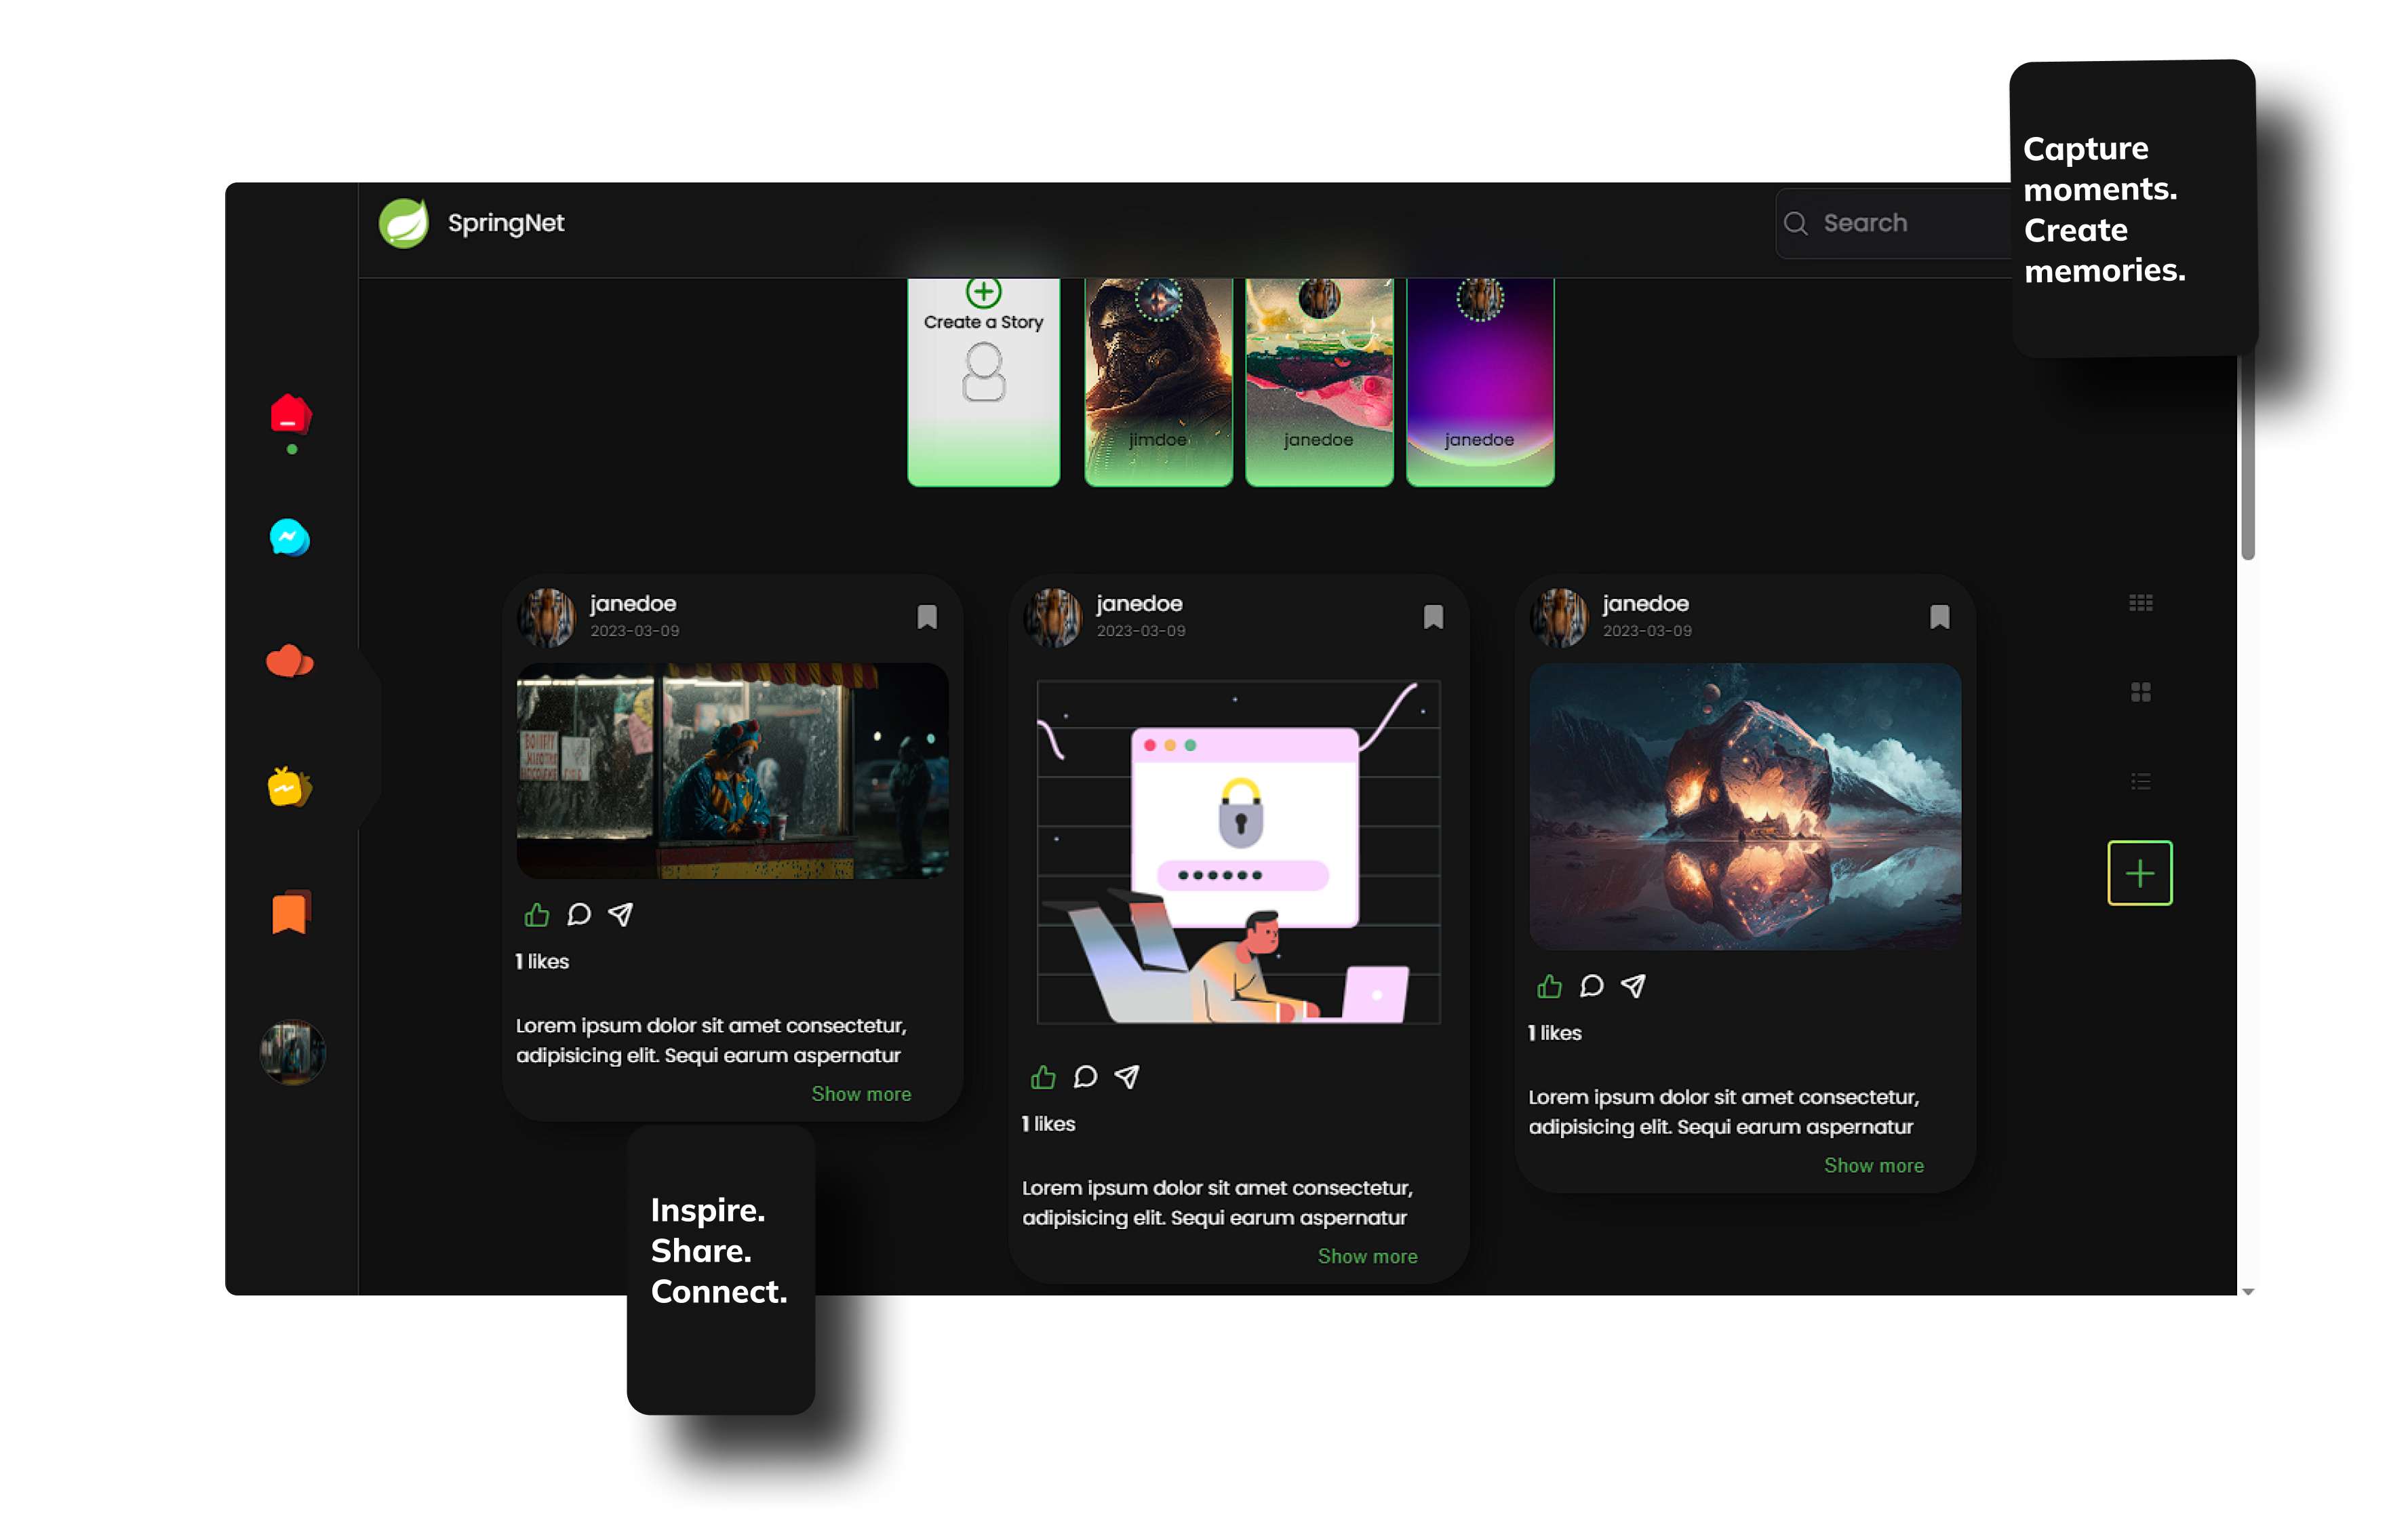 Capture
moments.
Create
memories.
SpringNet
Search
Create a Story
jimdoe
janedoe
janedoe
janedoe
2023-03-09
1 likes
Lorem ipsum dolor sit amet consectetur,
adipisicing elit. Sequi earum aspernatur
Show more
janedoe
2023-03-09
1 likes
Lorem ipsum dolor sit amet consectetur,
adipisicing elit. Sequi earum aspernatur
Show more
janedoe
2023-03-09
1 likes
Lorem ipsum dolor sit amet consectetur,
adipisicing elit. Sequi earum aspernatur
Show more
Inspire.
Share.
Connect.